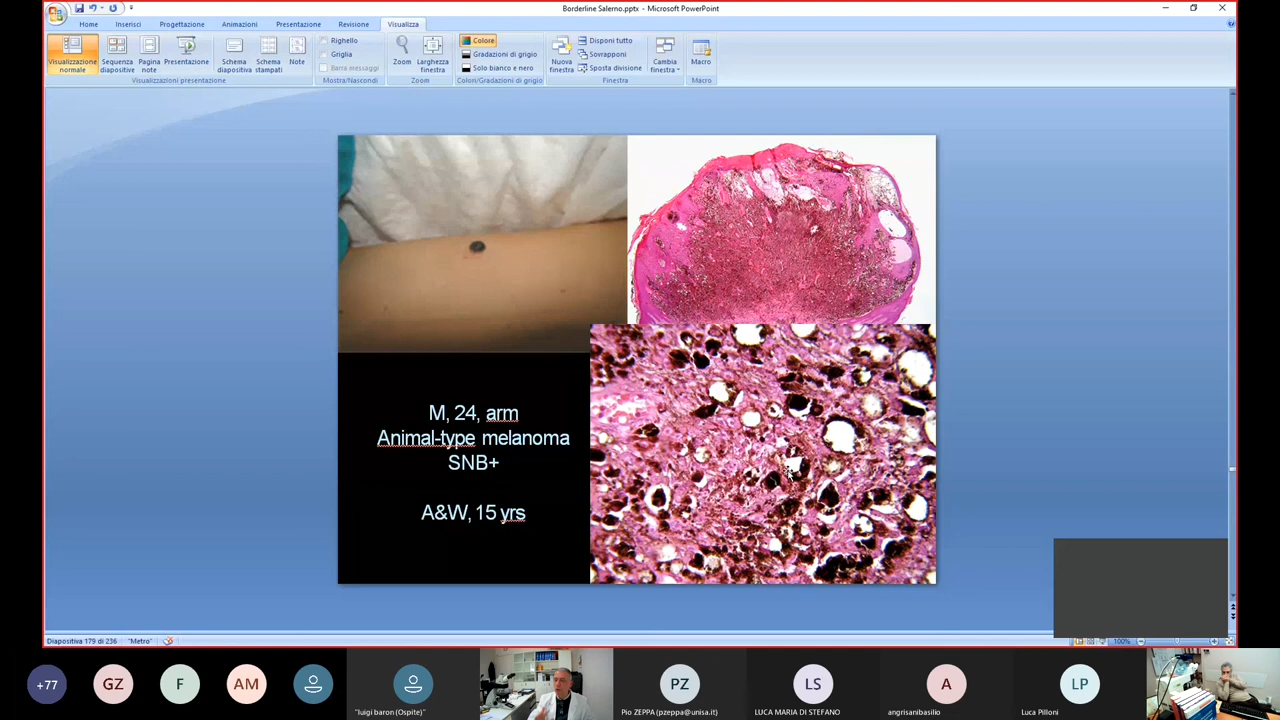 Borderline Salerno.pptx - Microsoft PowerPoint
Home
Inserisci
Progettazione
Animazioni
Presentazione
Revisione
Visualizza
Visualizzazione normale
Sequenza diapositive
Pagina note
Presentazione
Schema diapositiva
Schema stampati
Note
Visualizzazioni presentazione
Righello
Griglia
Barra messaggi
Mostra/Nascondi
Zoom
Larghezza finestra
Zoom
Colore
Gradazioni di grigio
Solo bianco e nero
Colori/Gradazioni di grigio
Nuova finestra
Disponi tutto
Sovrapponi
Sposta divisione
Cambia finestra
Finestra
Macro
Macro
M, 24, arm
Animal-type melanoma
SNB+
A&W, 15 yrs
Diapositiva 179 di 236
"Metro"
100%
+77
GZ
F
AM
"luigi baron (Ospite)"
PZ
Pio ZEPPA (pzeppa@unisa.it)
LS
LUCA MARIA DI STEFANO
A
angrisanibasilio
LP
Luca Pilloni